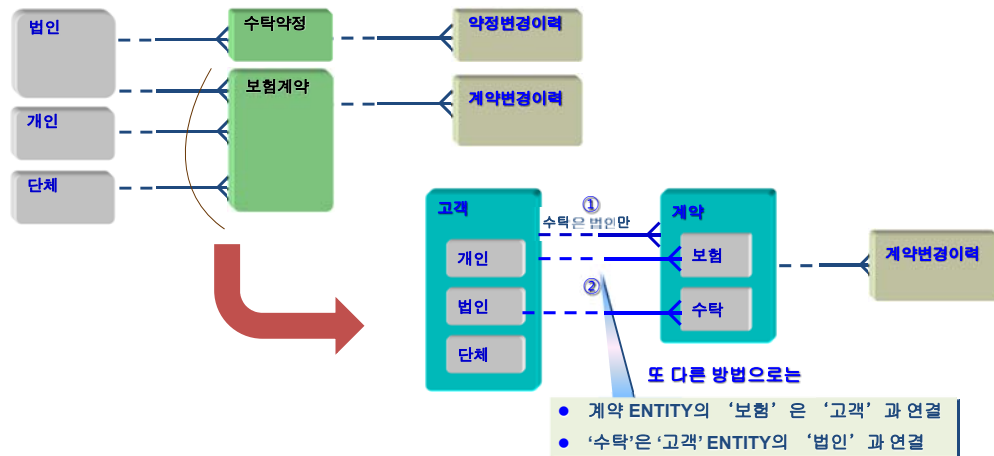 법인
수탁약정
약정변경이력
보험계약
계약변경이력
개인
단체
고객
①
수탁은 법인만
계약
개인
보험
계약변경이력
②
법인
수탁
단체
또 다른 방법으로는
● 계약 ENTITY의 ‘보험’은 ‘고객’과 연결
● ‘수탁’은 ‘고객’ ENTITY의 ‘법인’과 연결